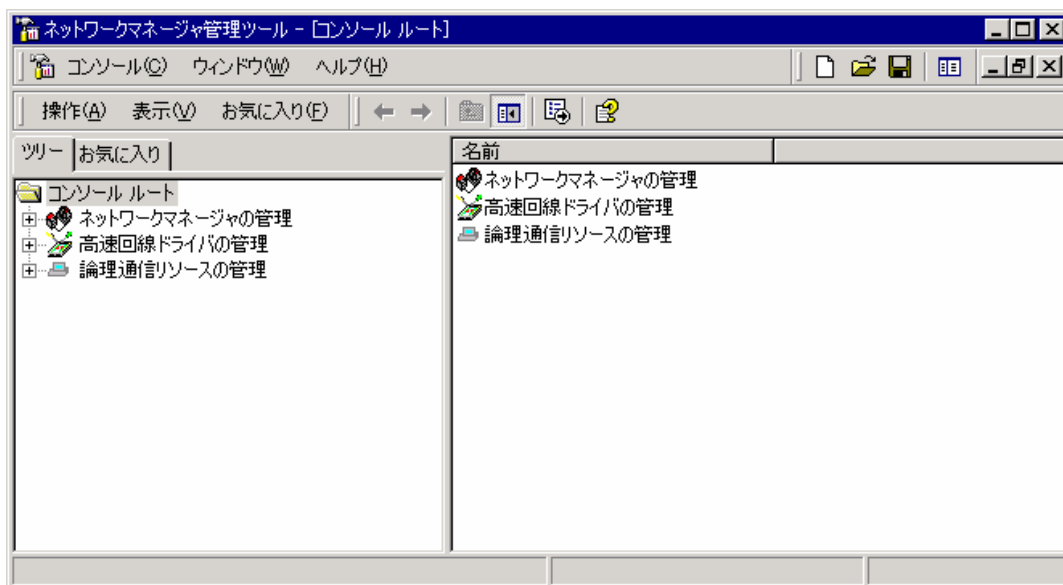 ネットワークマネージャ管理ツール - [コンソール ルート]
コンソール(C) ウィンドウ(W) ヘルプ(H)
操作(A) 表示(V) お気に入り(F)
ツリー お気に入り
コンソール ルート
ネットワークマネージャの管理
高速回線ドライバの管理
論理通信リソースの管理
名前
ネットワークマネージャの管理
高速回線ドライバの管理
論理通信リソースの管理